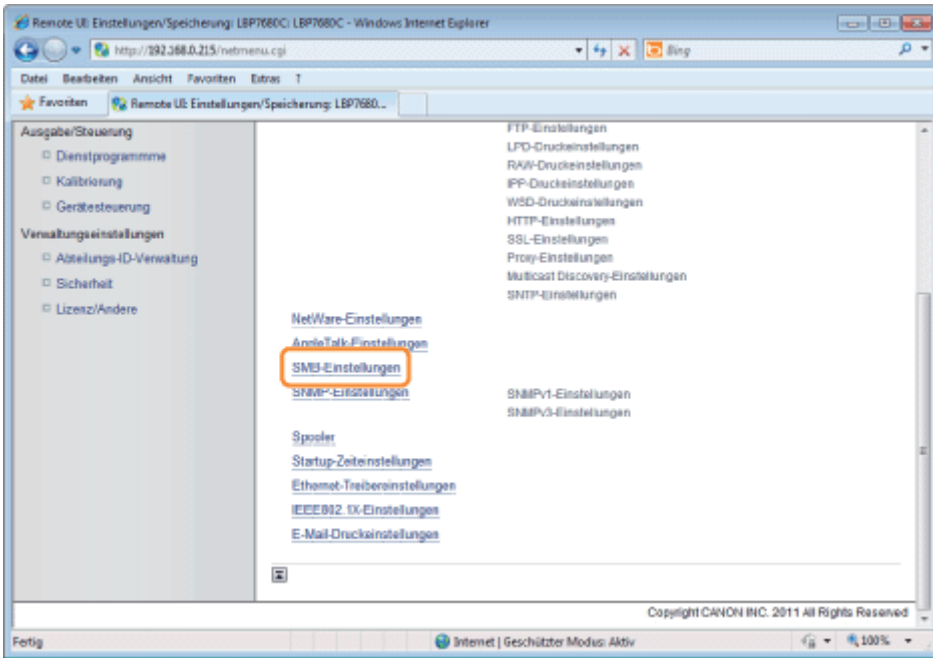 Remote UI: Einstellungen/Speicherung: LBP7680C: LBP7680C - Windows Internet Explorer
http://192.168.0.215/netmenu.cgi
Bing
Datei Bearbeiten Ansicht Favoriten Extras ?
Favoriten Remote UI: Einstellungen/Speicherung: LBP7680...
Ausgabe/Steuerung
Dienstprogrammme
Kalibrierung
Gerätesteuerung
Verwaltungseinstellungen
Abteilungs-ID-Verwaltung
Sicherheit
Lizenz/Andere
FTP-Einstellungen
LPD-Druckeinstellungen
RAW-Druckeinstellungen
IPP-Druckeinstellungen
WSD-Druckeinstellungen
HTTP-Einstellungen
SSL-Einstellungen
Proxy-Einstellungen
Multicast Discovery-Einstellungen
SNTP-Einstellungen
NetWare-Einstellungen
AppleTalk-Einstellungen
SMB-Einstellungen
SNMP-Einstellungen
SNMPv1-Einstellungen
SNMPv3-Einstellungen
Spooler
Startup-Zeiteinstellungen
Ethernet-Treibereinstellungen
IEEE802.1X-Einstellungen
E-Mail-Druckeinstellungen
Copyright CANON INC. 2011 All Rights Reserved
Fertig Internet | Geschützter Modus: Aktiv 100%